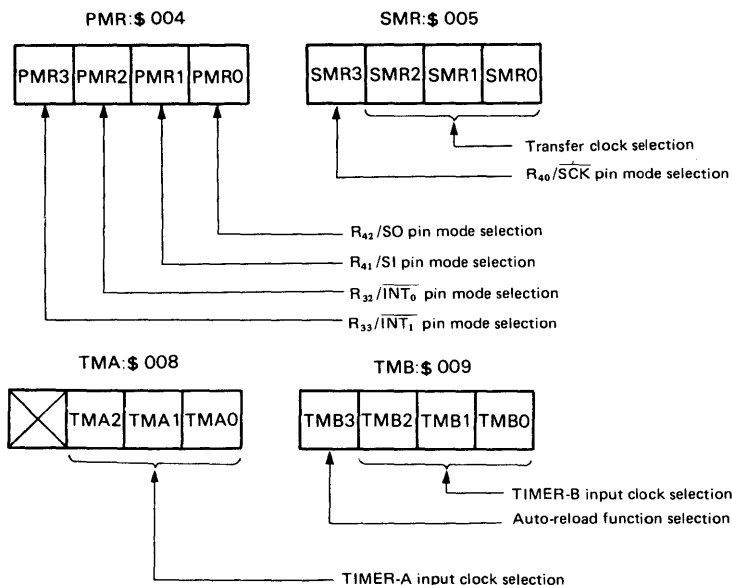 PMR:$ 004
SMR:$ 005
PMR3 PMR2 PMR1 PMR0
SMR3 SMR2 SMR1 SMR0
Transfer clock selection
R₄₀/S̅C̅K̅ pin mode selection
R₄₂/SO pin mode selection
R₄₁/SI pin mode selection
R₃₂/I̅N̅T̅₀̅ pin mode selection
R₃₃/I̅N̅T̅₁̅ pin mode selection
TMA:$ 008
TMB:$ 009
TMA2 TMA1 TMA0
TMB3 TMB2 TMB1 TMB0
TIMER-B input clock selection
Auto-reload function selection
TIMER-A input clock selection